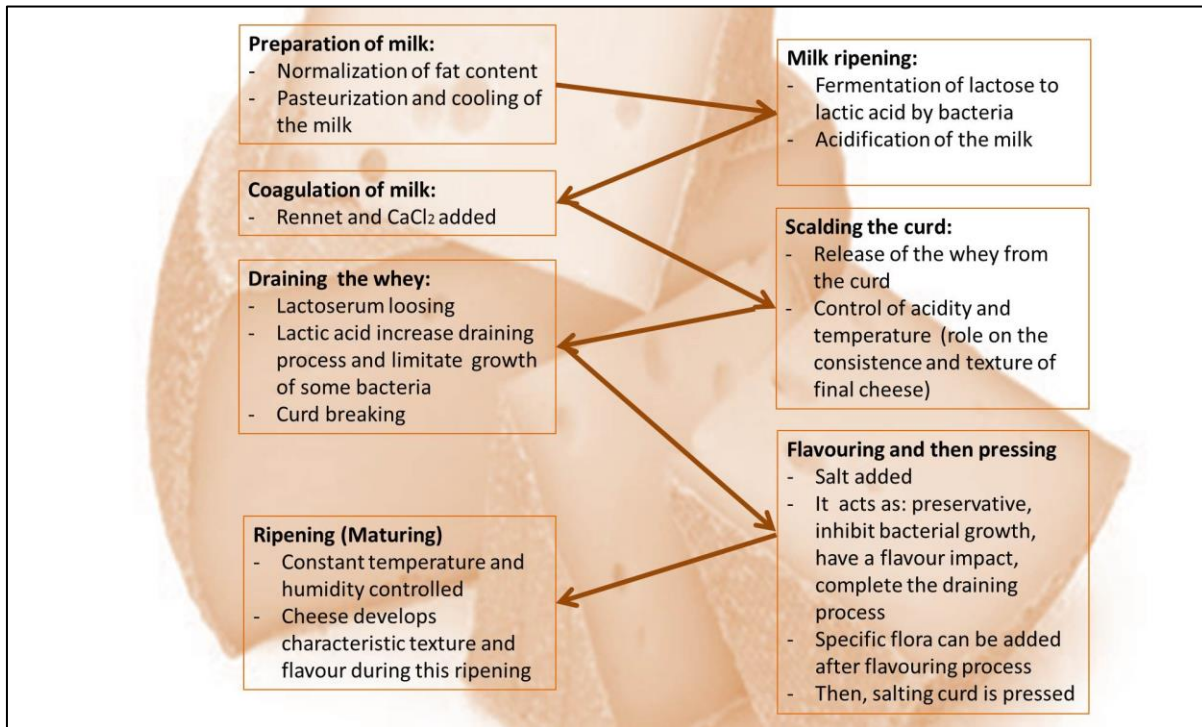 Preparation of milk:
- Normalization of fat content
- Pasteurization and cooling of
the milk
Milk ripening:
- Fermentation of lactose to
lactic acid by bacteria
- Acidification of the milk
Coagulation of milk:
- Rennet and CaCl₂ added
Scalding the curd:
- Release of the whey from
the curd
- Control of acidity and
temperature (role on the
consistence and texture of
final cheese)
Draining the whey:
- Lactoserum loosing
- Lactic acid increase draining
process and limitate growth
of some bacteria
- Curd breaking
Flavouring and then pressing
- Salt added
- It acts as: preservative,
inhibit bacterial growth,
have a flavour impact,
complete the draining
process
- Specific flora can be added
after flavouring process
- Then, salting curd is pressed
Ripening (Maturing)
- Constant temperature and
humidity controlled
- Cheese develops
characteristic texture and
flavour during this ripening